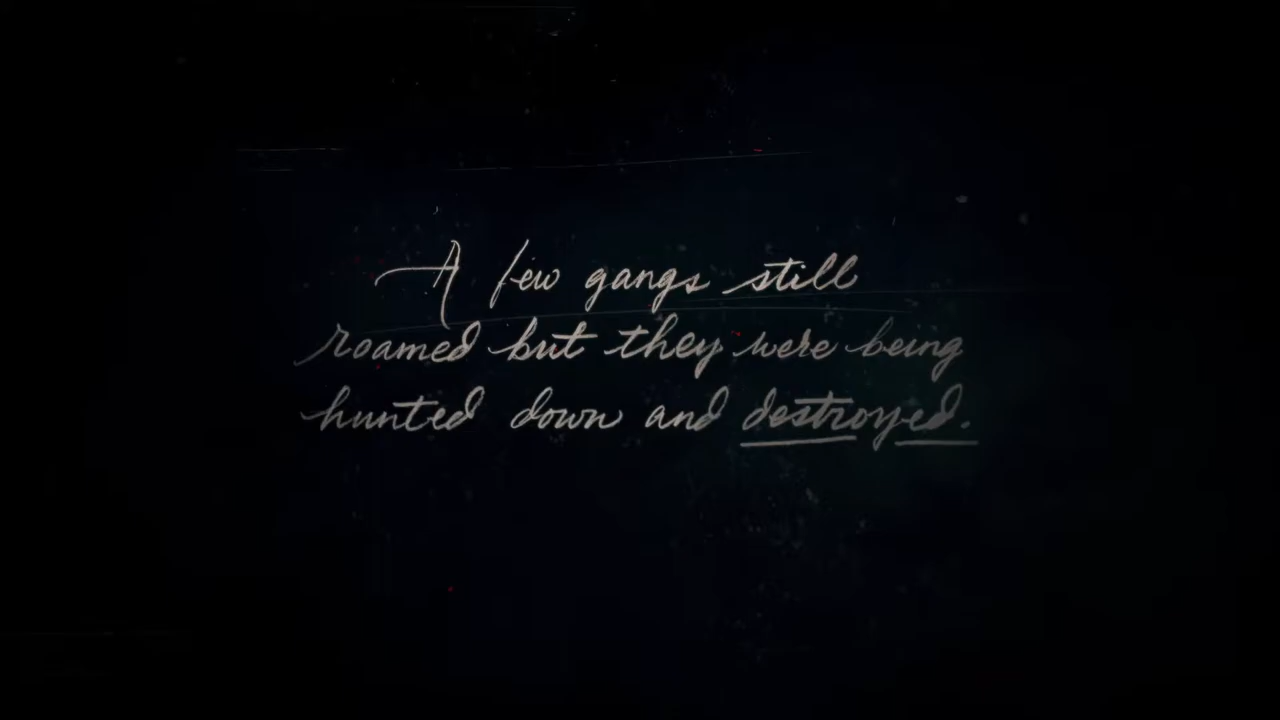 A few gangs still
roamed but they were being
hunted down and destroyed.